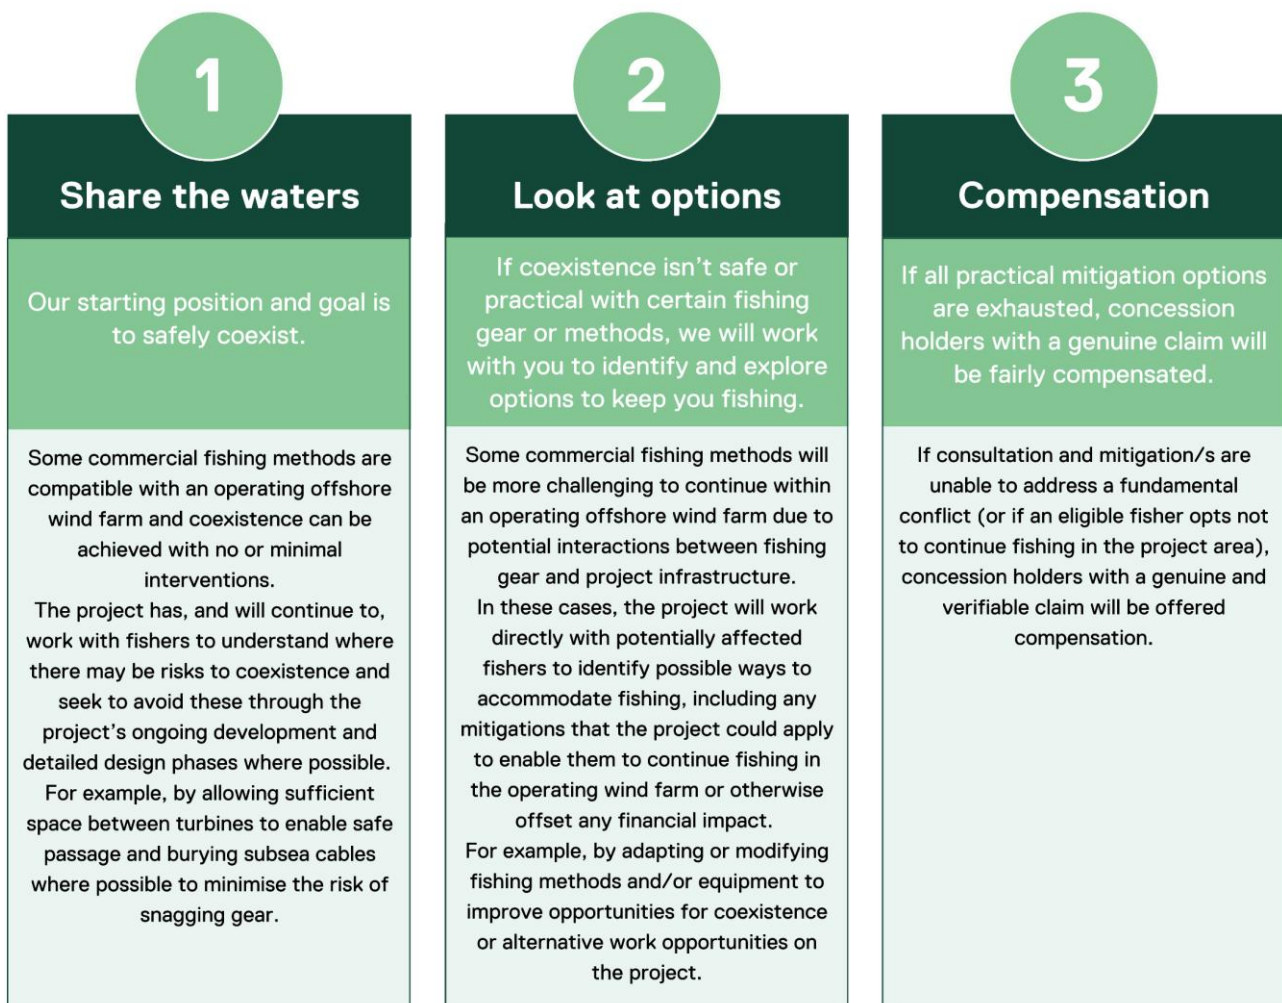 1
Share the waters
Our starting position and goal is
to safely coexist.
Some commercial fishing methods are
compatible with an operating offshore
wind farm and coexistence can be
achieved with no or minimal
interventions.
The project has, and will continue to,
work with fishers to understand where
there may be risks to coexistence and
seek to avoid these through the
project's ongoing development and
detailed design phases where possible.
For example, by allowing sufficient
space between turbines to enable safe
passage and burying subsea cables
where possible to minimise the risk of
snagging gear.
2
Look at options
If coexistence isn't safe or
practical with certain fishing
gear or methods, we will work
with you to identify and explore
options to keep you fishing.
Some commercial fishing methods will
be more challenging to continue within
an operating offshore wind farm due to
potential interactions between fishing
gear and project infrastructure.
In these cases, the project will work
directly with potentially affected
fishers to identify possible ways to
accommodate fishing, including any
mitigations that the project could apply
to enable them to continue fishing in
the operating wind farm or otherwise
offset any financial impact.
For example, by adapting or modifying
fishing methods and/or equipment to
improve opportunities for coexistence
or alternative work opportunities on
the project.
3
Compensation
If all practical mitigation options
are exhausted, concession
holders with a genuine claim will
be fairly compensated.
If consultation and mitigation/s are
unable to address a fundamental
conflict (or if an eligible fisher opts not
to continue fishing in the project area),
concession holders with a genuine and
verifiable claim will be offered
compensation.